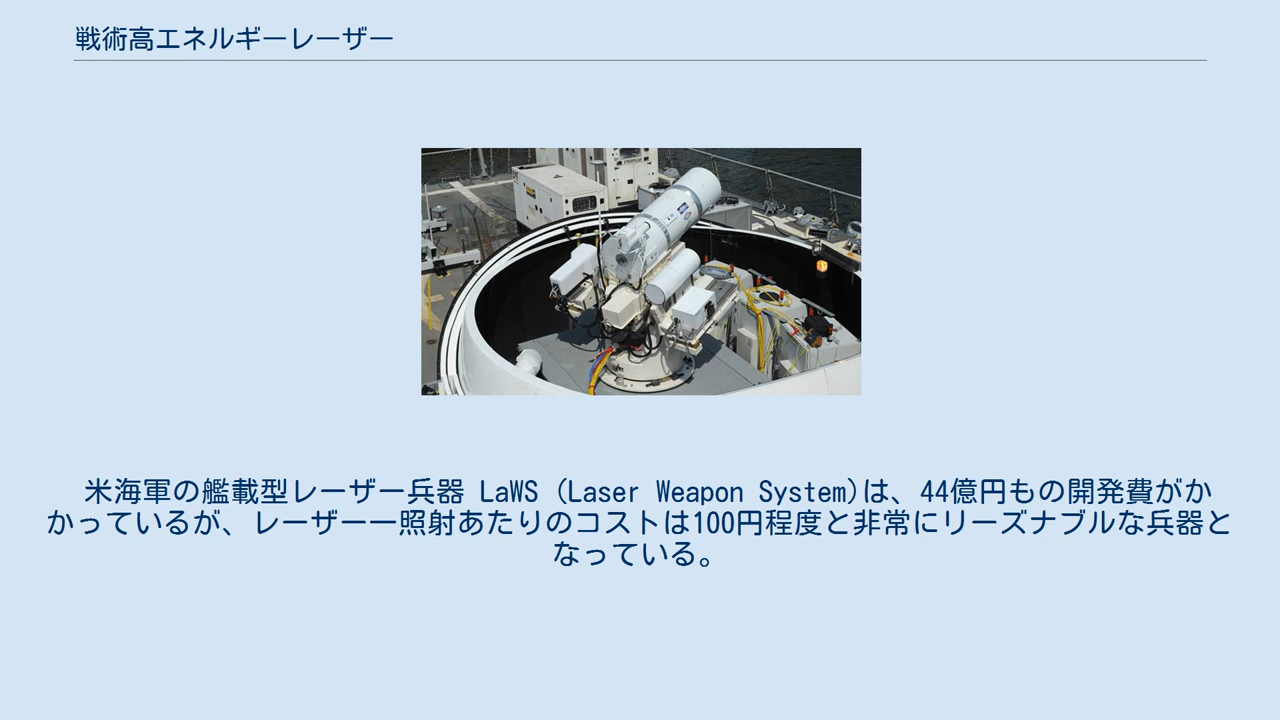 戦術高エネルギーレーザー
米海軍の艦載型レーザー兵器 LaWS (Laser Weapon System)は、44億円もの開発費がか
かっているが、レーザー一照射あたりのコストは100円程度と非常にリーズナブルな兵器と
なっている。